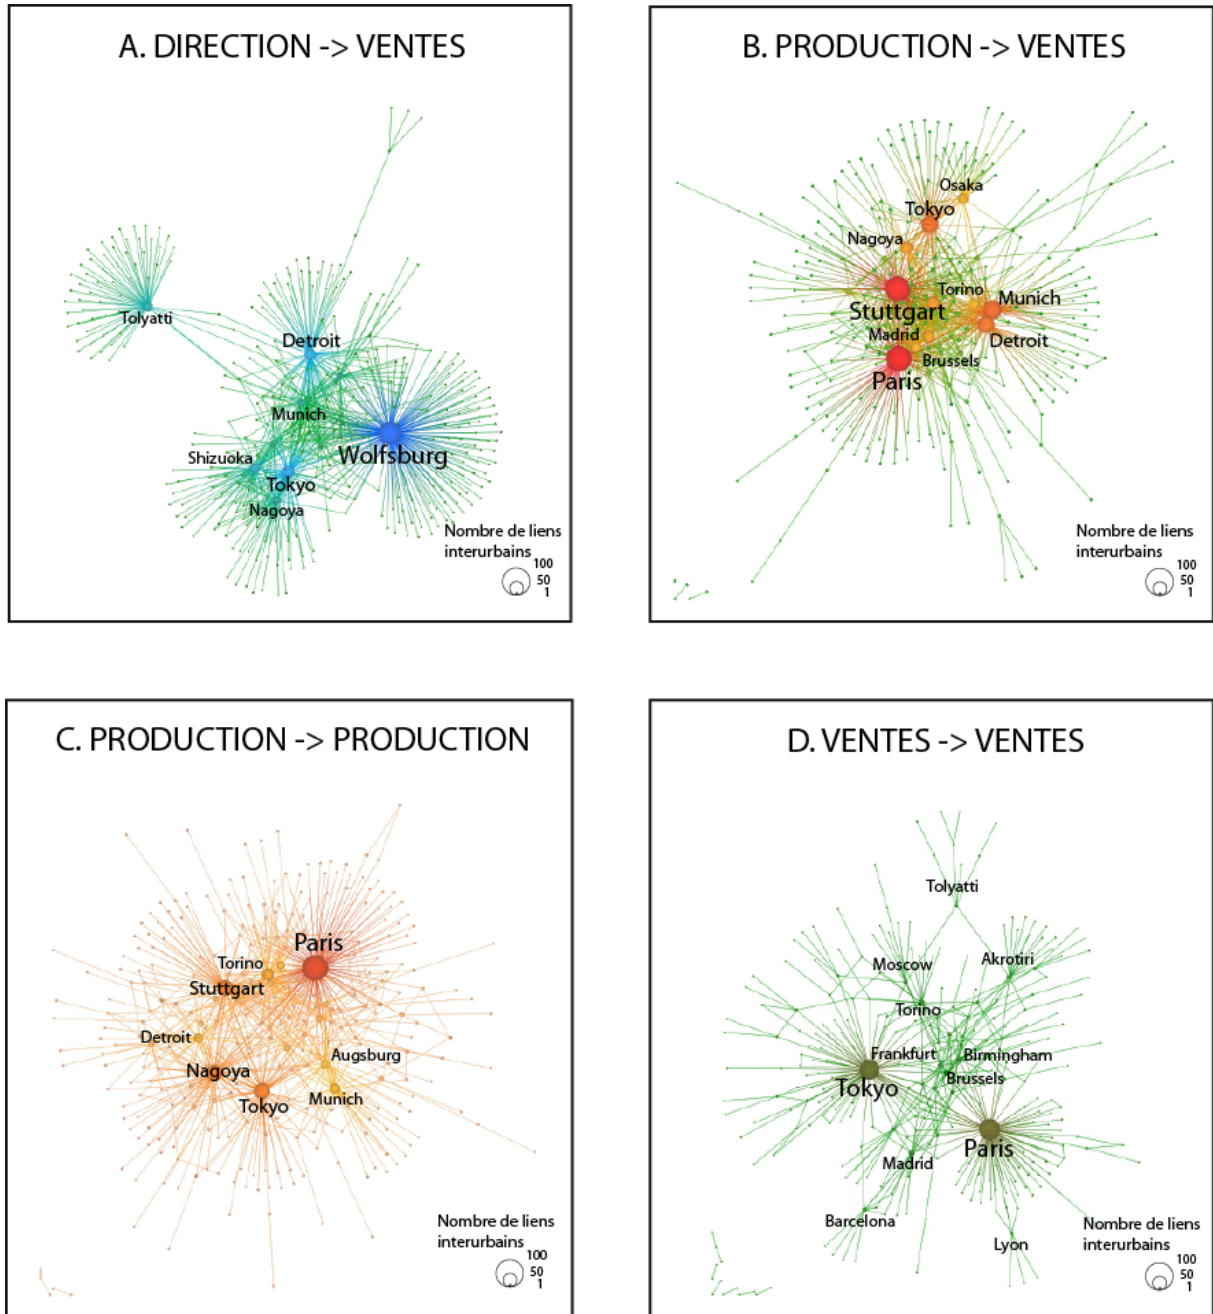 A. DIRECTION -> VENTES
Tolyatti
Detroit
Munich
Wolfsburg
Shizuoka
Tokyo
Nagoya
Nombre de liens
interurbains
100
50
1
B. PRODUCTION -> VENTES
Osaka
Tokyo
Nagoya
Torino
Munich
Stuttgart
Madrid
Detroit
Brussels
Paris
Nombre de liens
interurbains
100
50
1
C. PRODUCTION -> PRODUCTION
Paris
Torino
Stuttgart
Detroit
Augsburg
Nagoya
Munich
Tokyo
Nombre de liens
interurbains
100
50
1
D. VENTES -> VENTES
Tolyatti
Akrotiri
Moscow
Torino
Frankfurt
Birmingham
Brussels
Tokyo
Paris
Madrid
Barcelona
Lyon
Nombre de liens
interurbains
100
50
1